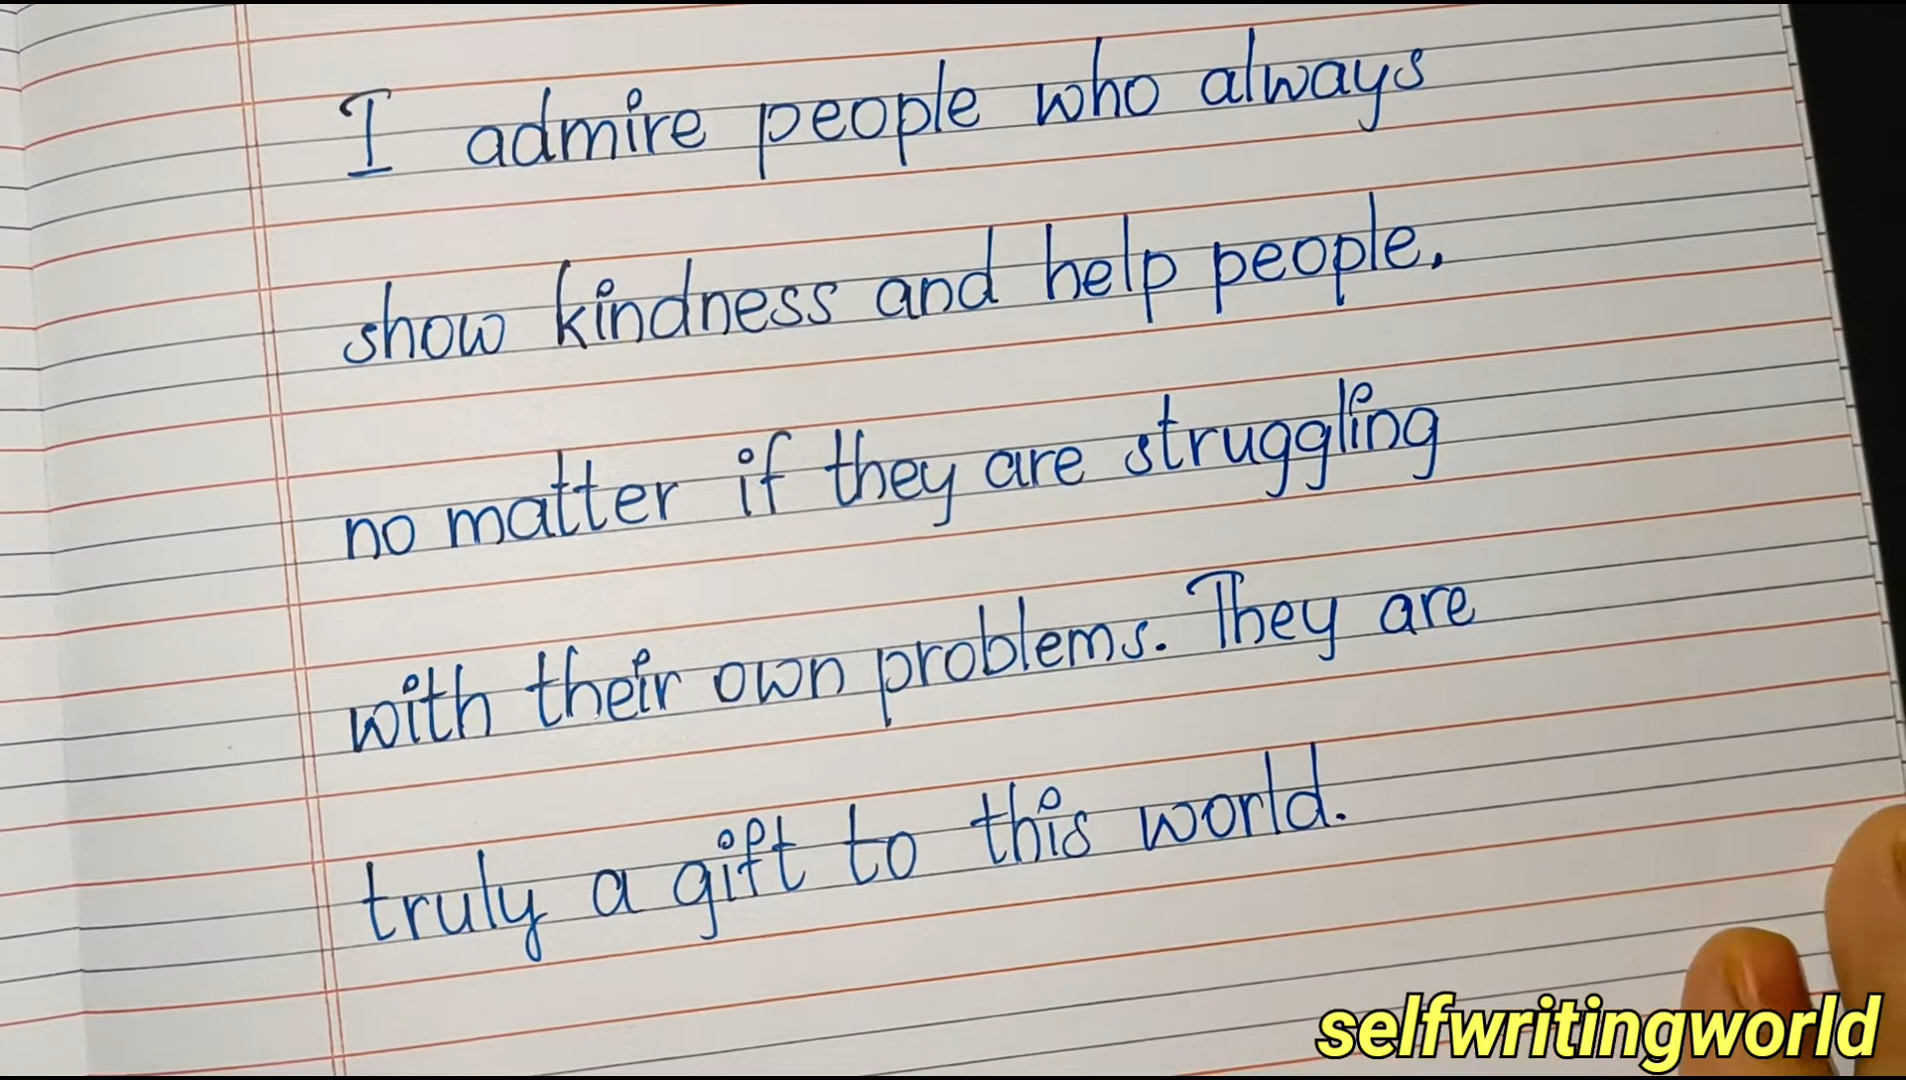 I admire people who always
show kindness and help people,
no matter if they are struggling
with their own problems. They are
truly a gift to this world.
selfwritingworld